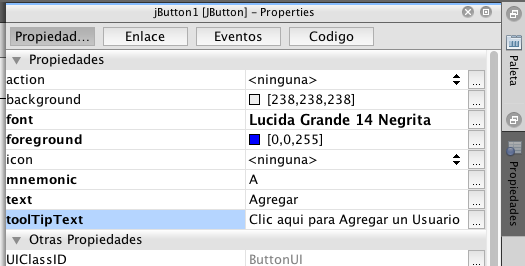 jButton1 [JButton] – Properties
Propiedad... Enlace Eventos Codigo
Propiedades
action <ninguna> ...
background [238,238,238] ...
font Lucida Grande 14 Negrita ...
foreground [0,0,255] ...
icon <ninguna> ...
mnemonic A ...
text Agregar ...
toolTipText Clic aqui para Agregar un Usuario ...
Otras Propiedades
UIClassID ButtonUI ...
Paleta
Propiedades